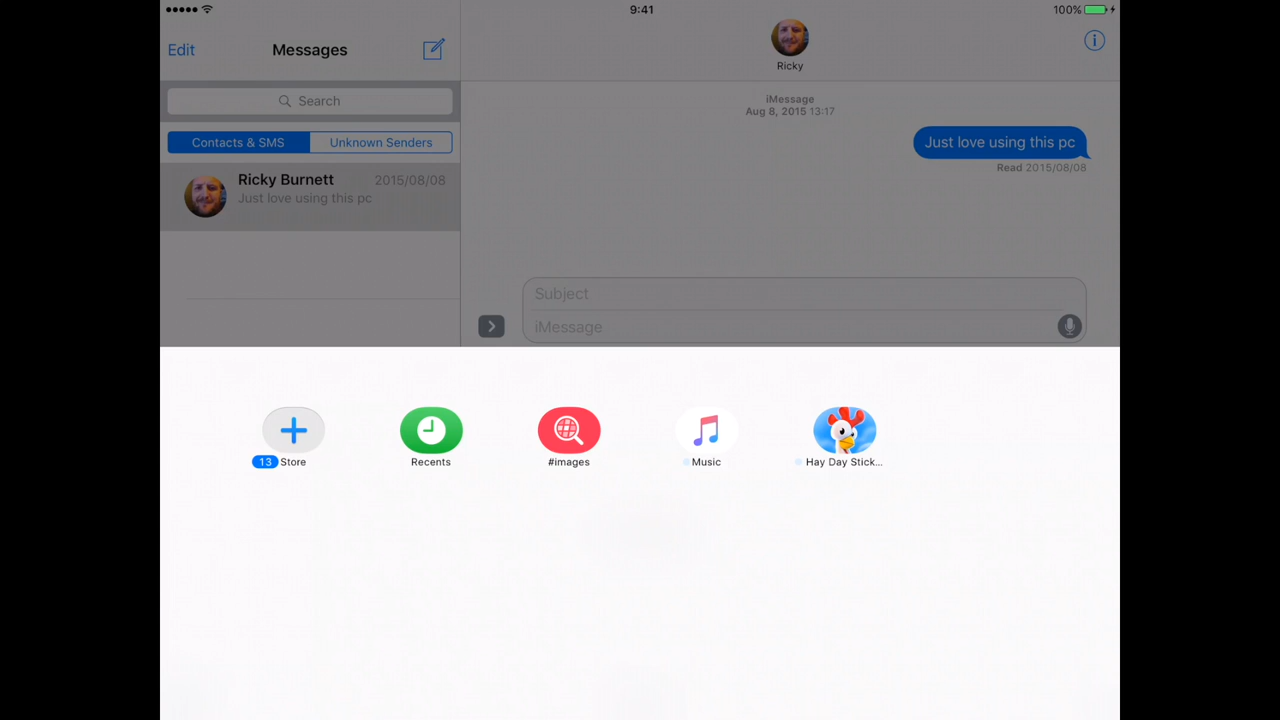 9:41
100%
Edit
Messages
Ricky
Search
iMessage
Aug 8, 2015 13:17
Contacts & SMS
Unknown Senders
Just love using this pc
Read 2015/08/08
Ricky Burnett
2015/08/08
Just love using this pc
Subject
iMessage
13 Store
Recents
#images
Music
Hay Day Stick...